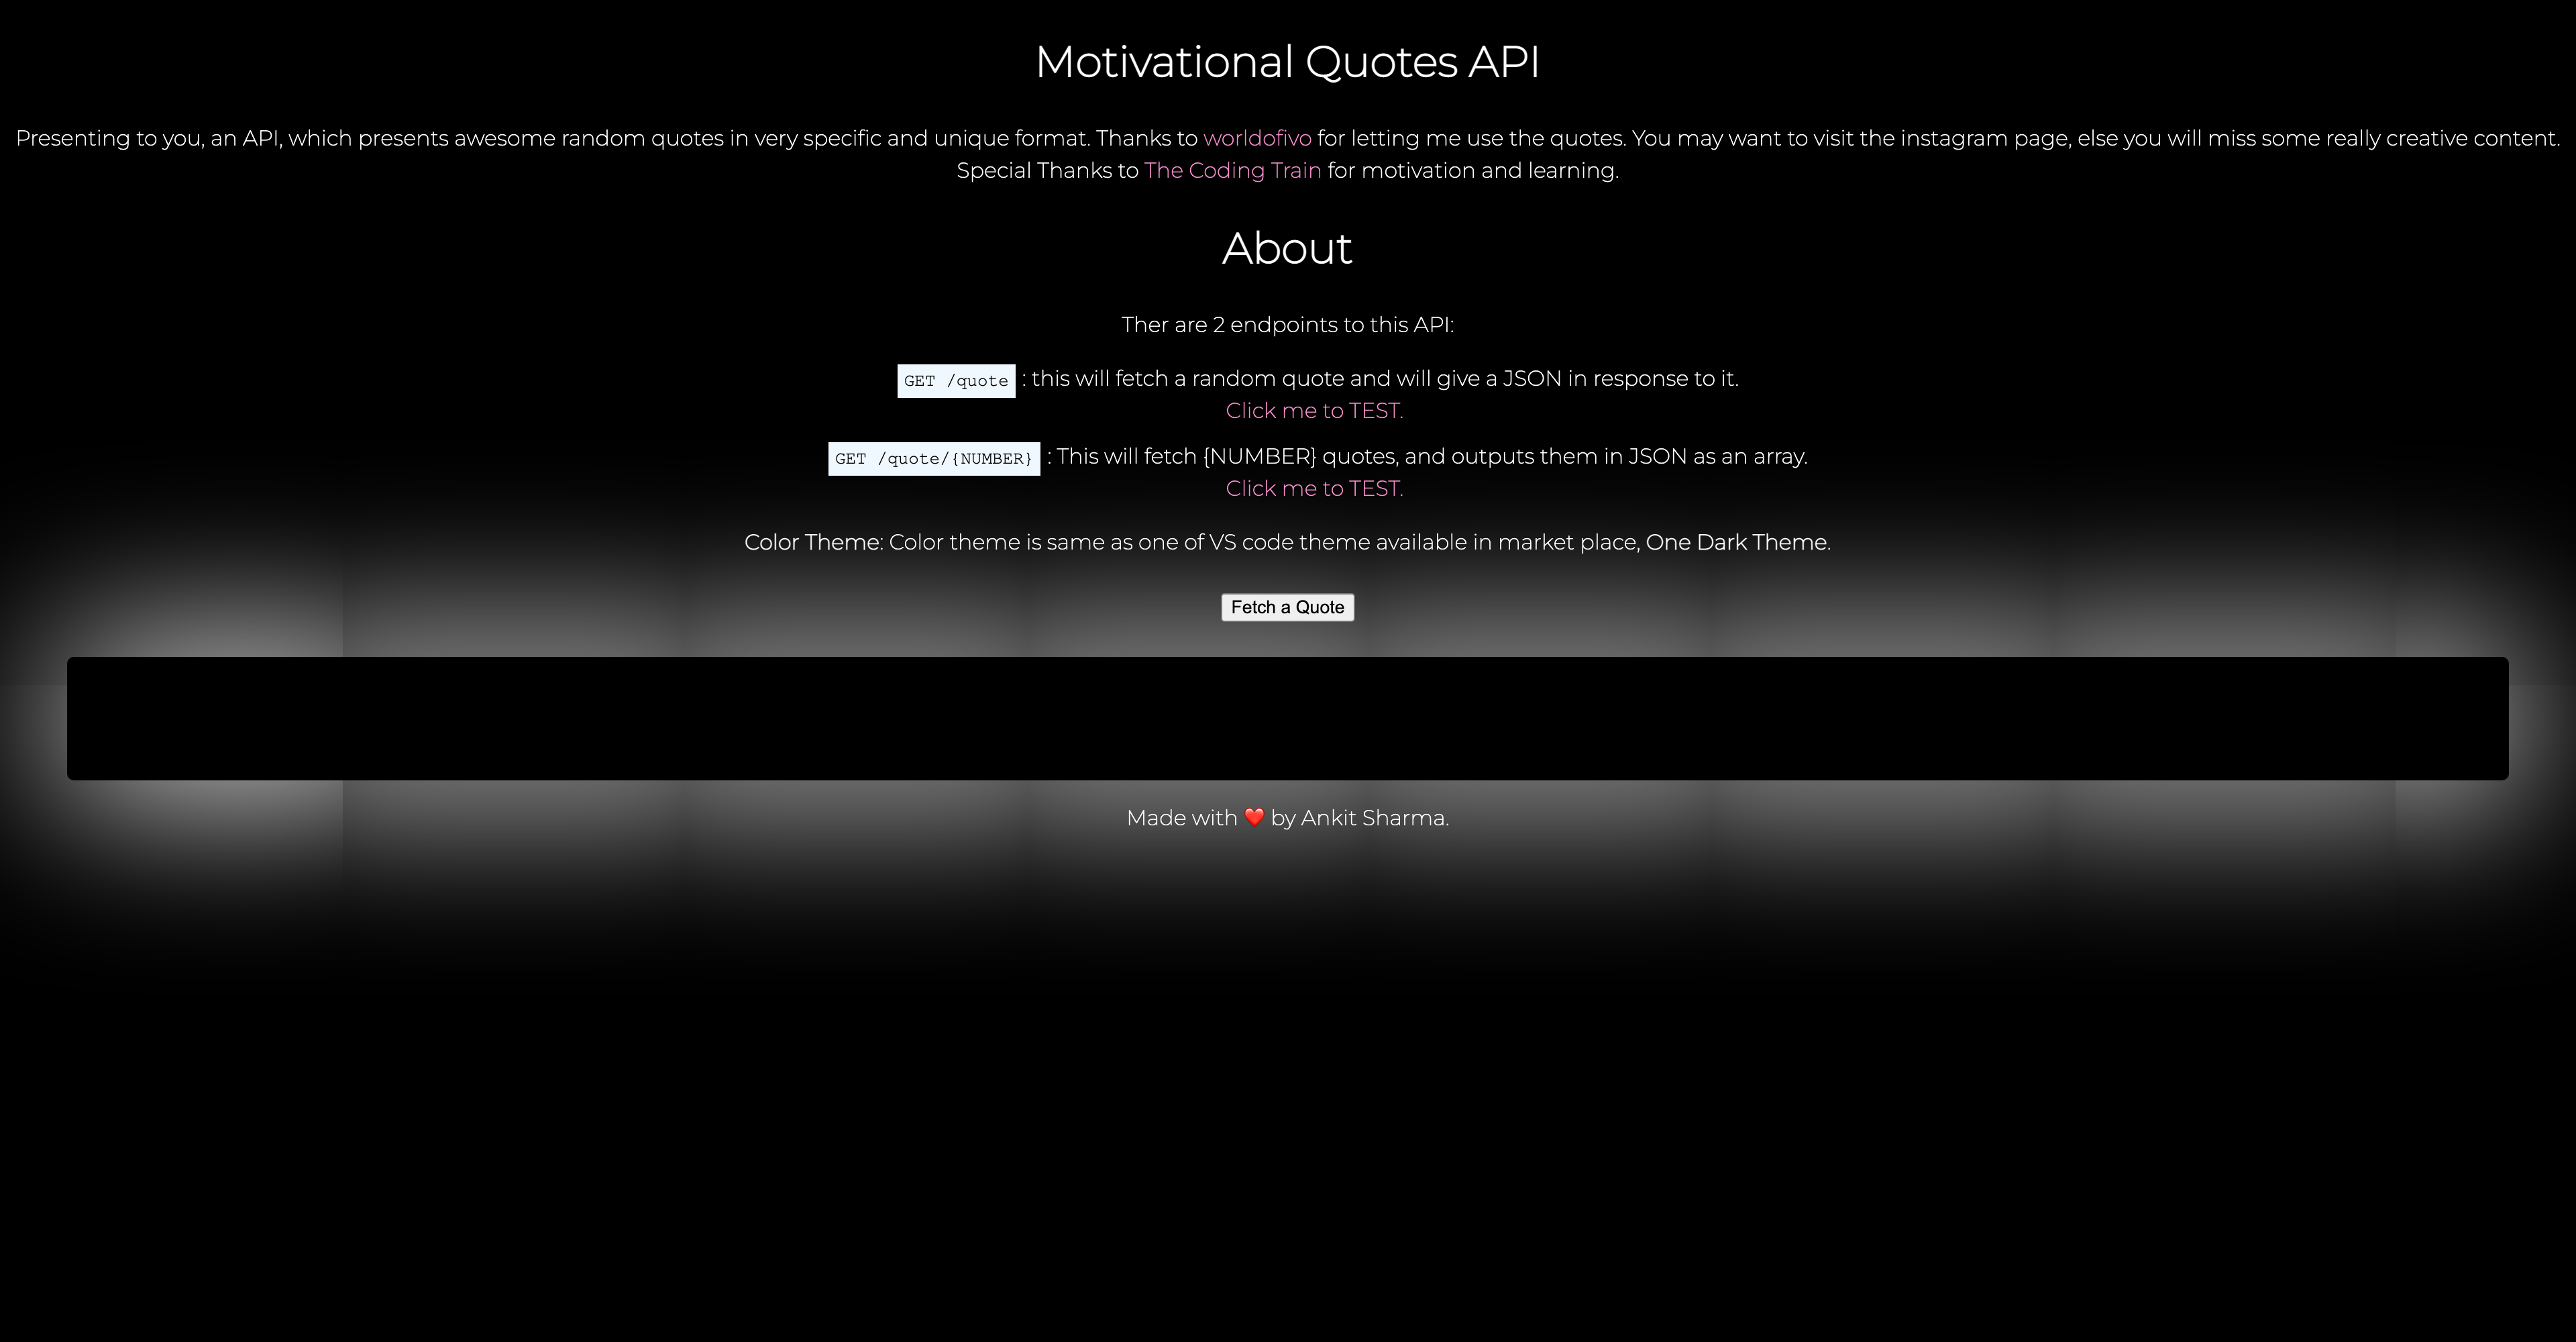 Motivational Quotes API
Presenting to you, an API, which presents awesome random quotes in very specific and unique format. Thanks to worldofivo for letting me use the quotes. You may want to visit the instagram page, else you will miss some really creative content.
Special Thanks to The Coding Train for motivation and learning.
About
Ther are 2 endpoints to this API:
GET /quote : this will fetch a random quote and will give a JSON in response to it.
Click me to TEST.
GET /quote/{NUMBER} : This will fetch {NUMBER} quotes, and outputs them in JSON as an array.
Click me to TEST.
Color Theme: Color theme is same as one of VS code theme available in market place, One Dark Theme.
Fetch a Quote
Made with ❤️ by Ankit Sharma.